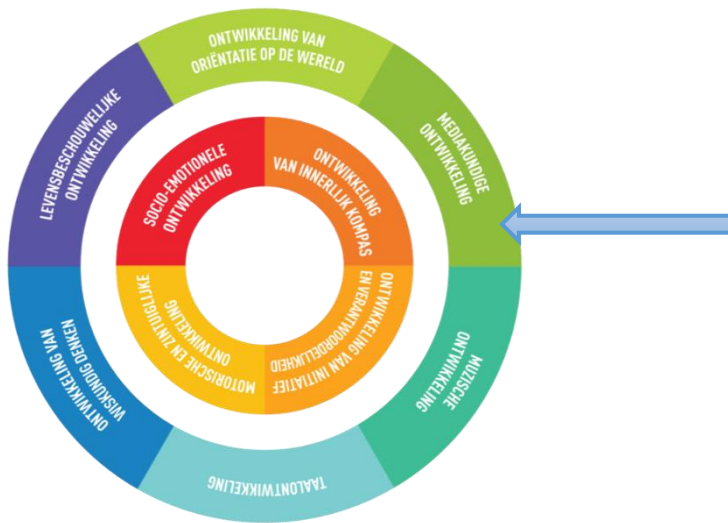 ONTWIKKELING VAN
ORIËNTATIE OP DE WERELD
MEDIAKUNDIGE
ONTWIKKELING
MUZISCHE
ONTWIKKELING
TAALONTWIKKELING
ONTWIKKELING VAN
WISKUNDIG DENKEN
LEVENSBESCHOUWELIJKE
ONTWIKKELING
SOCIO-EMOTIONELE
ONTWIKKELING
ONTWIKKELING
VAN INNERLIJK KOMPAS
ONTWIKKELING VAN INITIATIEF
EN VERANTWOORDELIJKHEID
MOTORISCHE EN ZINTUIGLIJKE
ONTWIKKELING